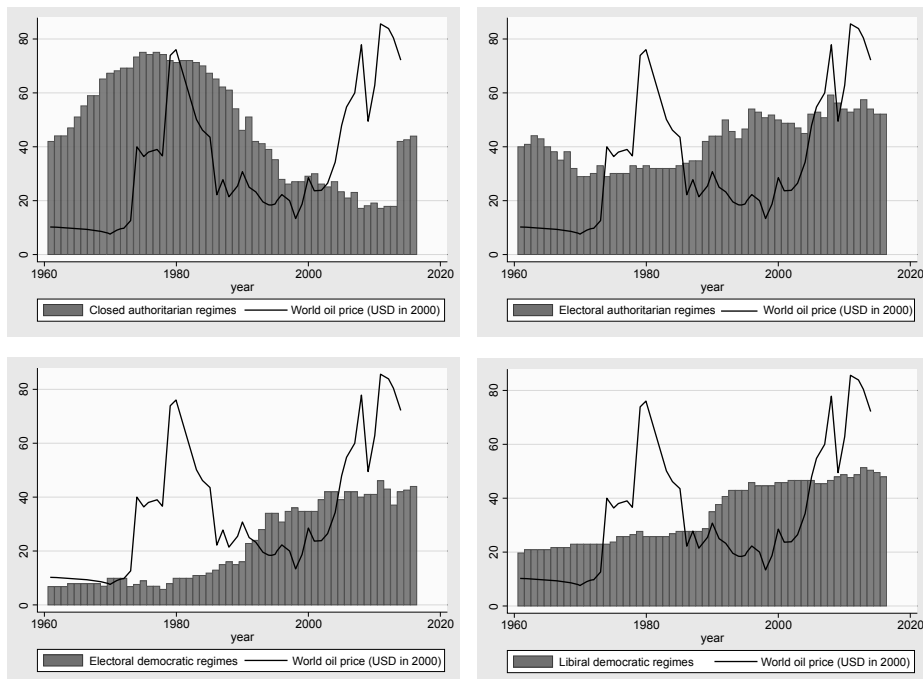 80
60
40
20
0
1960 1980 2000 2020
year
Closed authoritarian regimes World oil price (USD in 2000)
80
60
40
20
0
1960 1980 2000 2020
year
Electoral authoritarian regimes World oil price (USD in 2000)
80
60
40
20
0
1960 1980 2000 2020
year
Electoral democratic regimes World oil price (USD in 2000)
80
60
40
20
0
1960 1980 2000 2020
year
Libiral democratic regimes World oil price (USD in 2000)